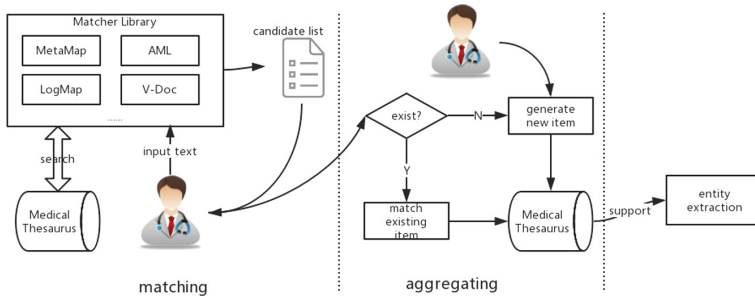 Matcher Library
MetaMap
AML
LogMap
V-Doc
......
search
input text
Medical
Thesaurus
candidate list
matching
exist?
N
Y
generate
new item
match
existing
item
Medical
Thesaurus
aggregating
support
entity
extraction